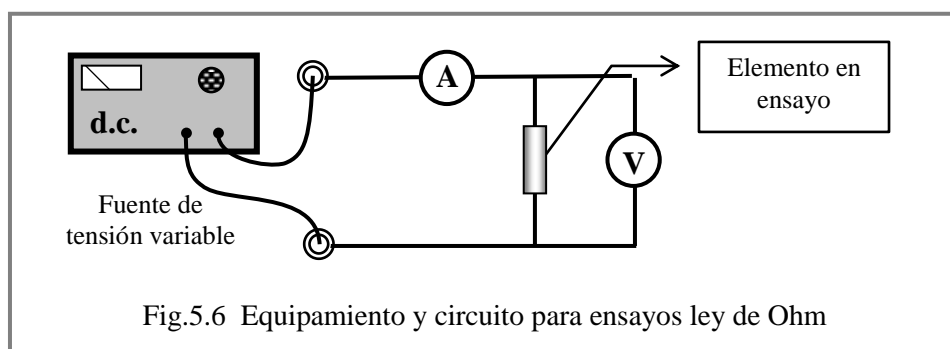 A
Elemento en
ensayo
d.c.
V
Fuente de
tensión variable
Fig.5.6 Equipamiento y circuito para ensayos ley de Ohm